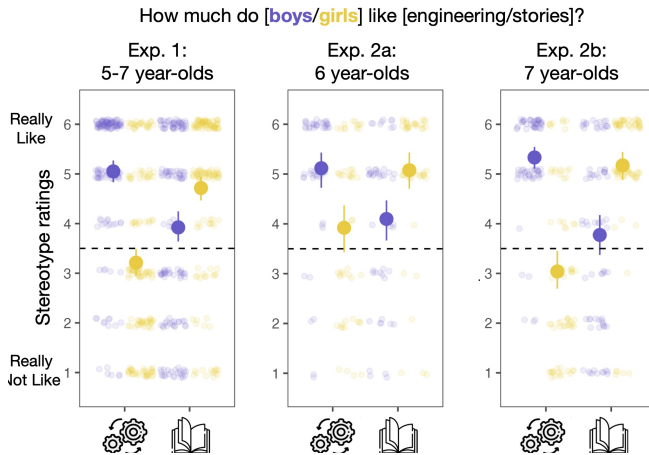 How much do [boys/girls] like [engineering/stories]?
Exp. 1:
5-7 year-olds
Exp. 2a:
6 year-olds
Exp. 2b:
7 year-olds
Stereotype ratings
Really
Like
6
5
4
3
2
1
Really
Not Like
6
5
4
3
2
1
6
5
4
3
2
1